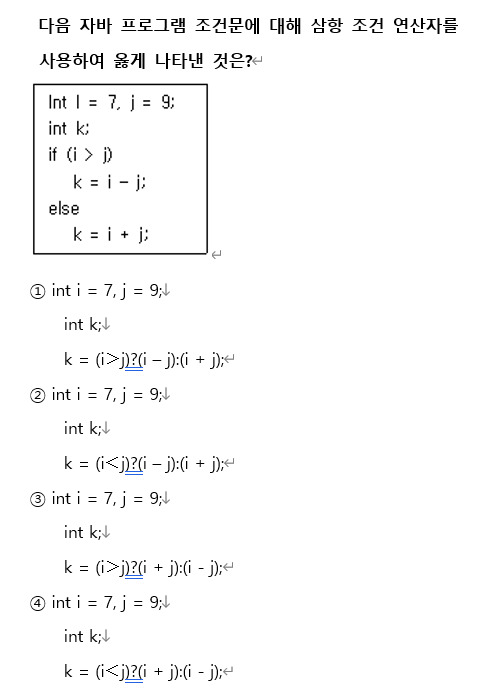 다음 자바 프로그램 조건문에 대해 삼항 조건 연산자를
사용하여 옳게 나타낸 것은?↵
Int I = 7, j = 9;
int k;
if (i > j)
k = i – j;
else
k = i + j;
↵
① int i = 7, j = 9;↓
int k;↓
k = (i>j)?(i – j):(i + j);↵
② int i = 7, j = 9;↓
int k;↓
k = (i<j)?(i – j):(i + j);↵
③ int i = 7, j = 9;↓
int k;↓
k = (i>j)?(i + j):(i - j);↵
④ int i = 7, j = 9;↓
int k;↓
k = (i<j)?(i + j):(i - j);↵